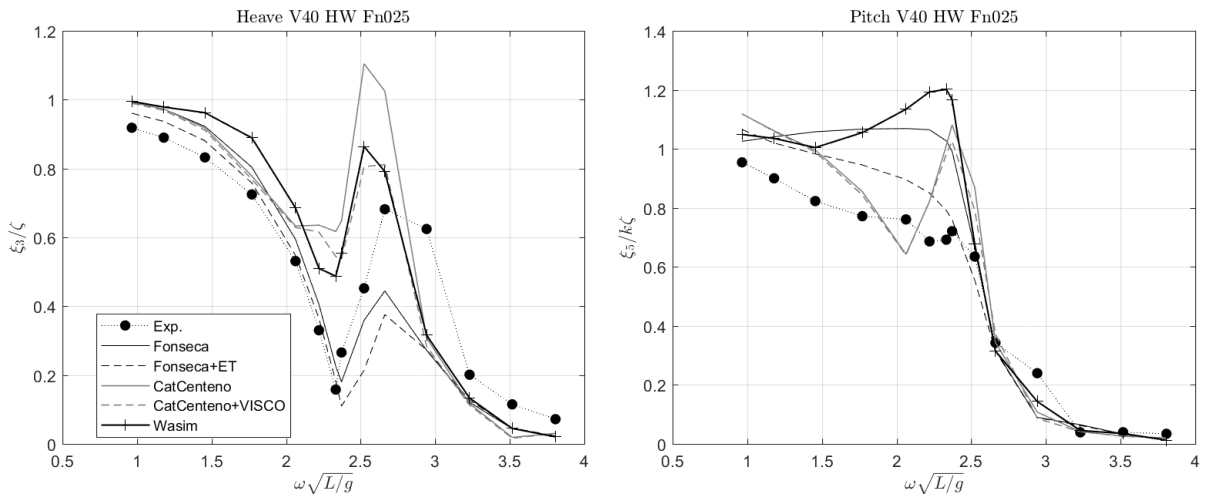 Heave V40 HW Fn025
1.2
1
0.8
0.6
0.4
0.2
0
ξ₃/ζ
Exp.
Fonseca
Fonseca+ET
CatCenteno
CatCenteno+VISCO
Wasim
0.5 1 1.5 2 2.5 3 3.5 4
ω√L/g
Pitch V40 HW Fn025
1.4
1.2
1
0.8
0.6
0.4
0.2
0
ξ₅/kζ
0.5 1 1.5 2 2.5 3 3.5 4
ω√L/g